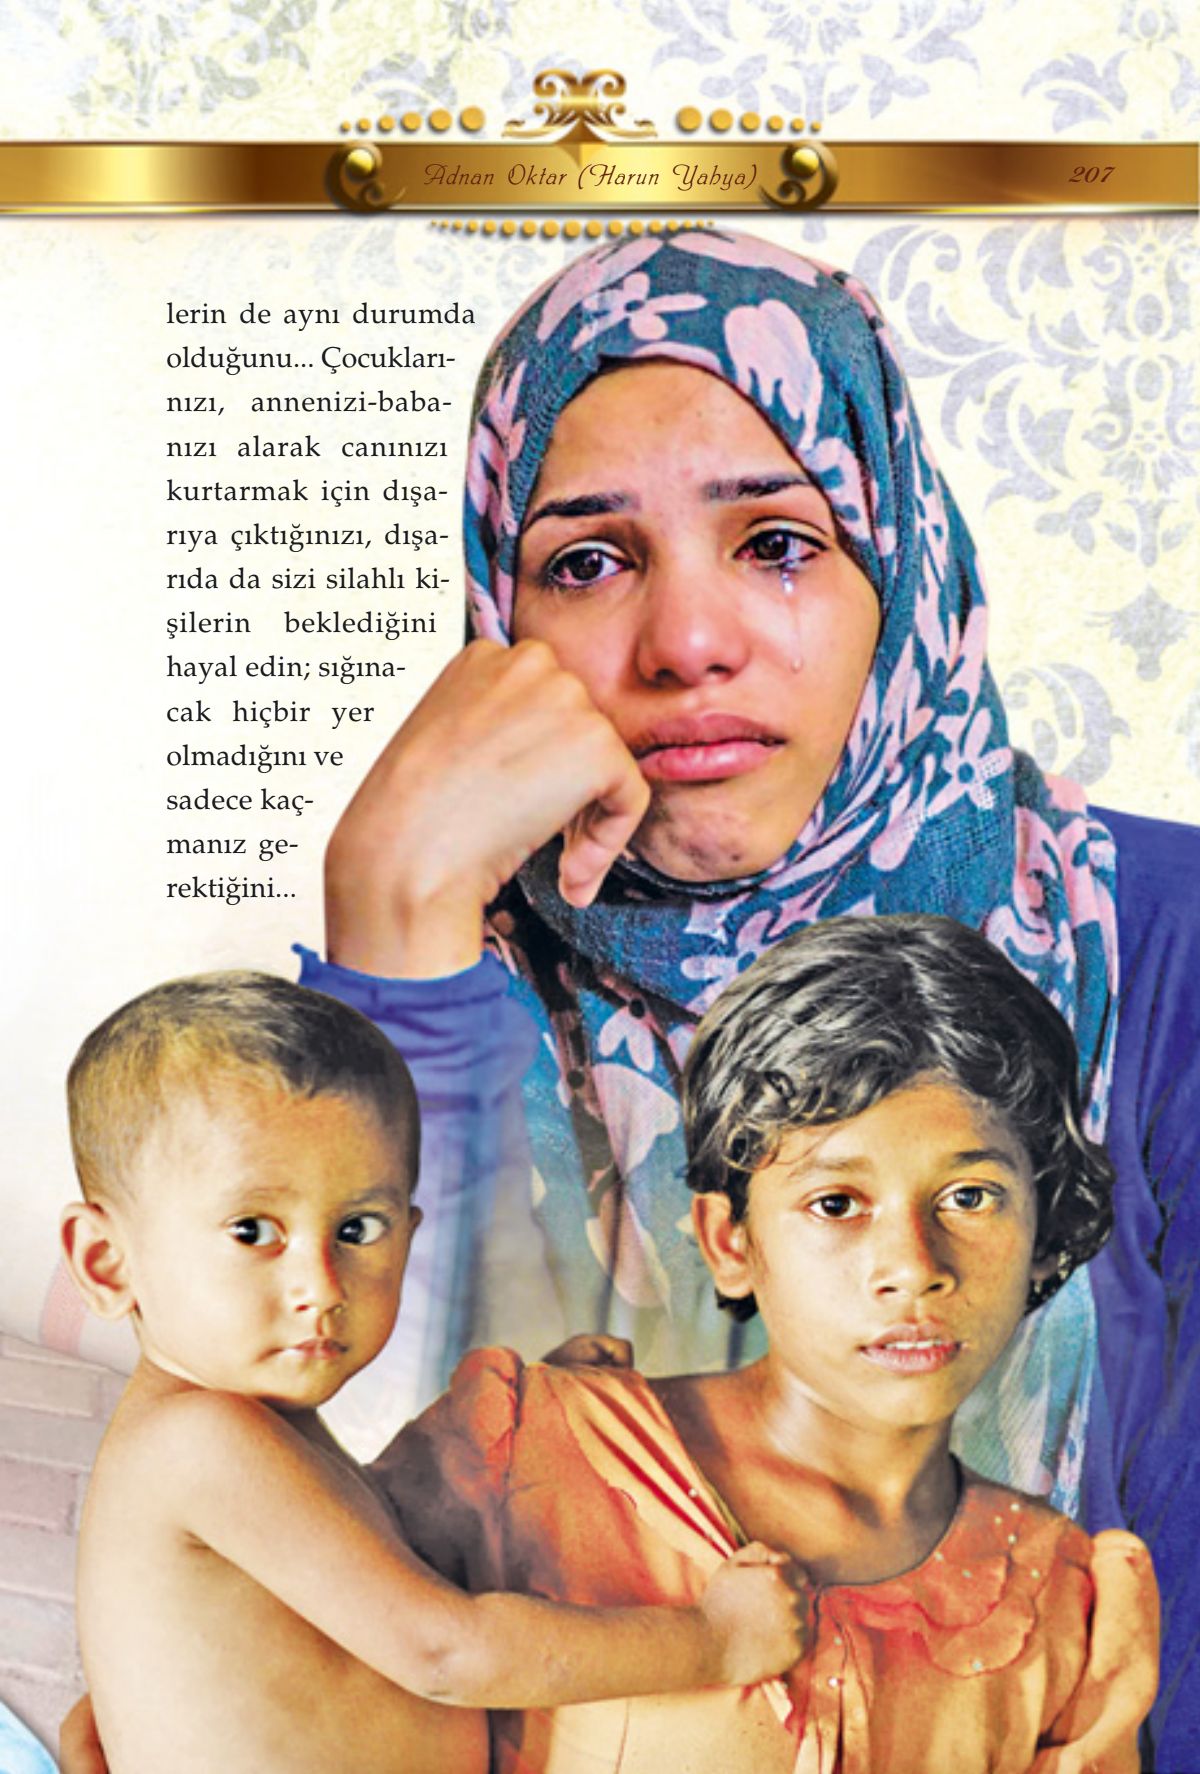 Adnan Oktar (Harun Yahya)
207
lerin de aynı durumda
olduğunu... Çocukları-
nızı, annenizi-baba-
nızı alarak canınızı
kurtarmak için dışa-
rıya çıktığınızı, dışa-
rıda da sizi silahlı ki-
şilerin beklediğini
hayal edin; sığına-
cak hiçbir yer
olmadığını ve
sadece kaç-
manız ge-
rektiğini...